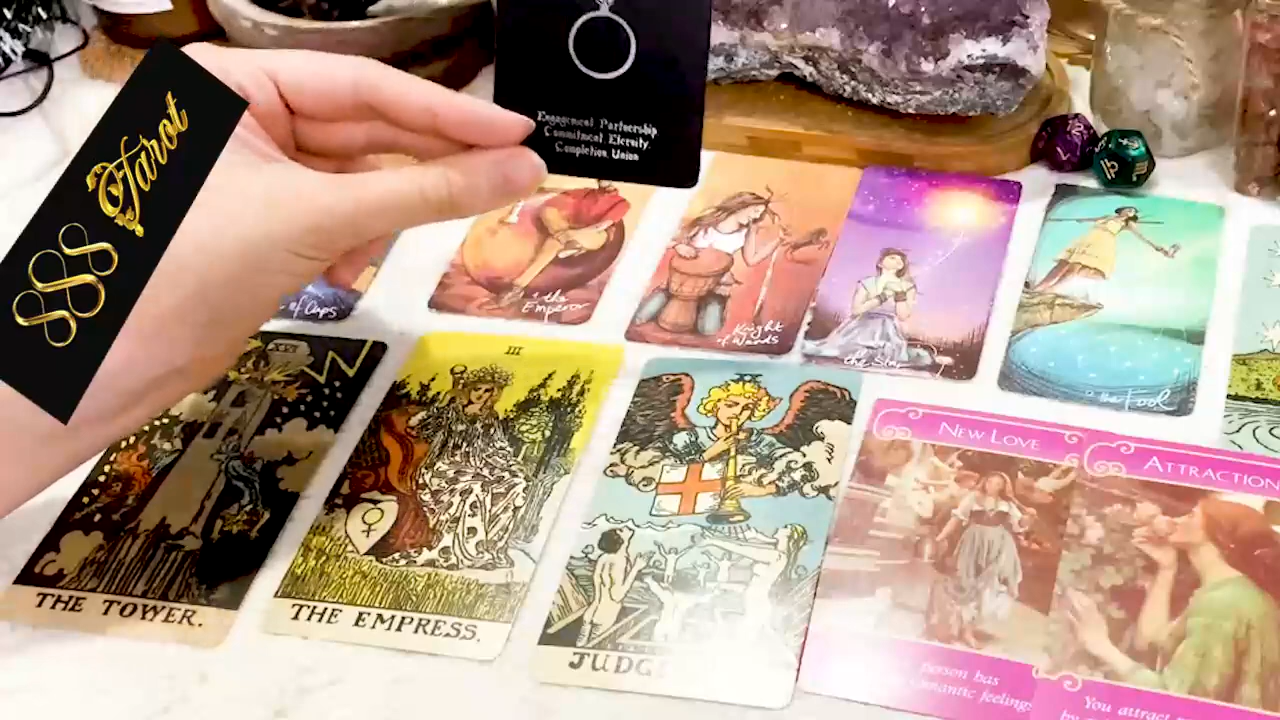 888 Tarot
Engagement Partnership
Commitment, Eternity,
Completion, Union
of Cups
the
Emperor
Knight
of Wands
the Star
the Fool
XVI
THE TOWER.
III
THE EMPRESS.
JUDG
NEW LOVE
person has
romantic feelings
ATTRACTION
You attract